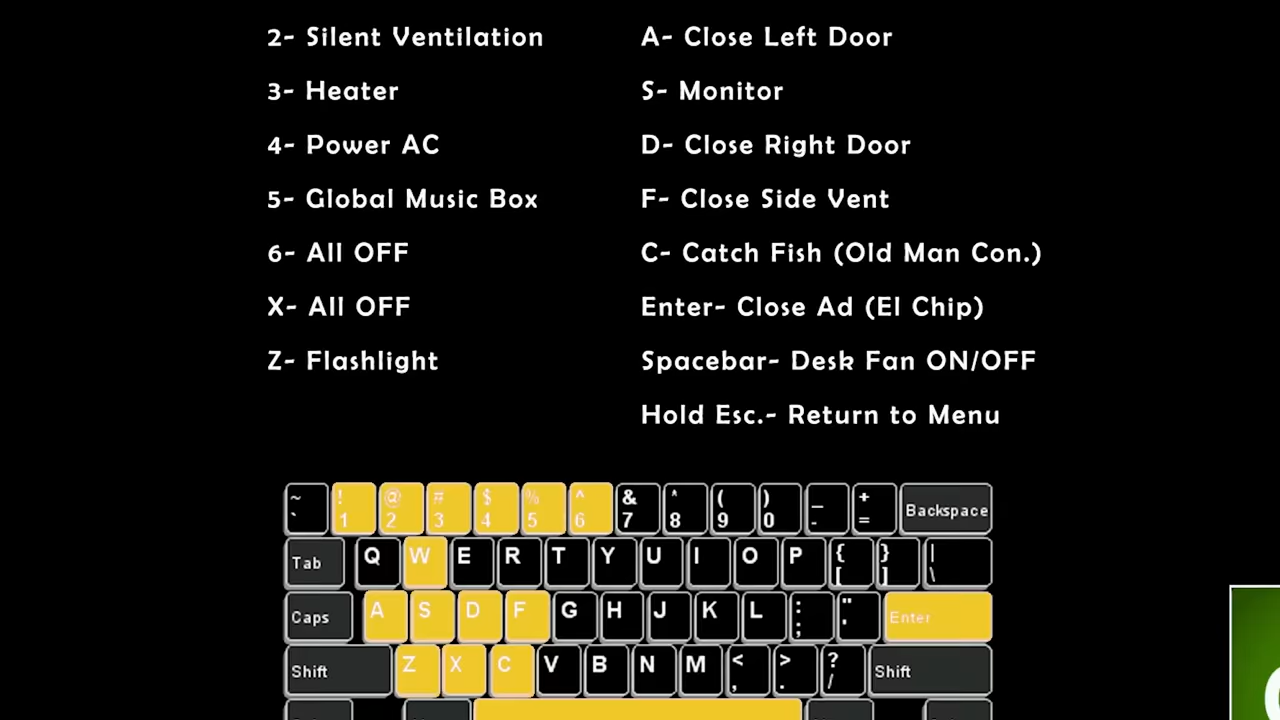 2- Silent Ventilation
3- Heater
4- Power AC
5- Global Music Box
6- All OFF
X- All OFF
Z- Flashlight
A- Close Left Door
S- Monitor
D- Close Right Door
F- Close Side Vent
C- Catch Fish (Old Man Con.)
Enter- Close Ad (El Chip)
Spacebar- Desk Fan ON/OFF
Hold Esc.- Return to Menu
~ ! @ # $ % ^ & * ( ) _ +
` 1 2 3 4 5 6 7 8 9 0 - = Backspace
Tab Q W E R T Y U I O P { } |
[ ] \
Caps A S D F G H J K L : " Enter
; '
Shift Z X C V B N M < > ? Shift
, . /